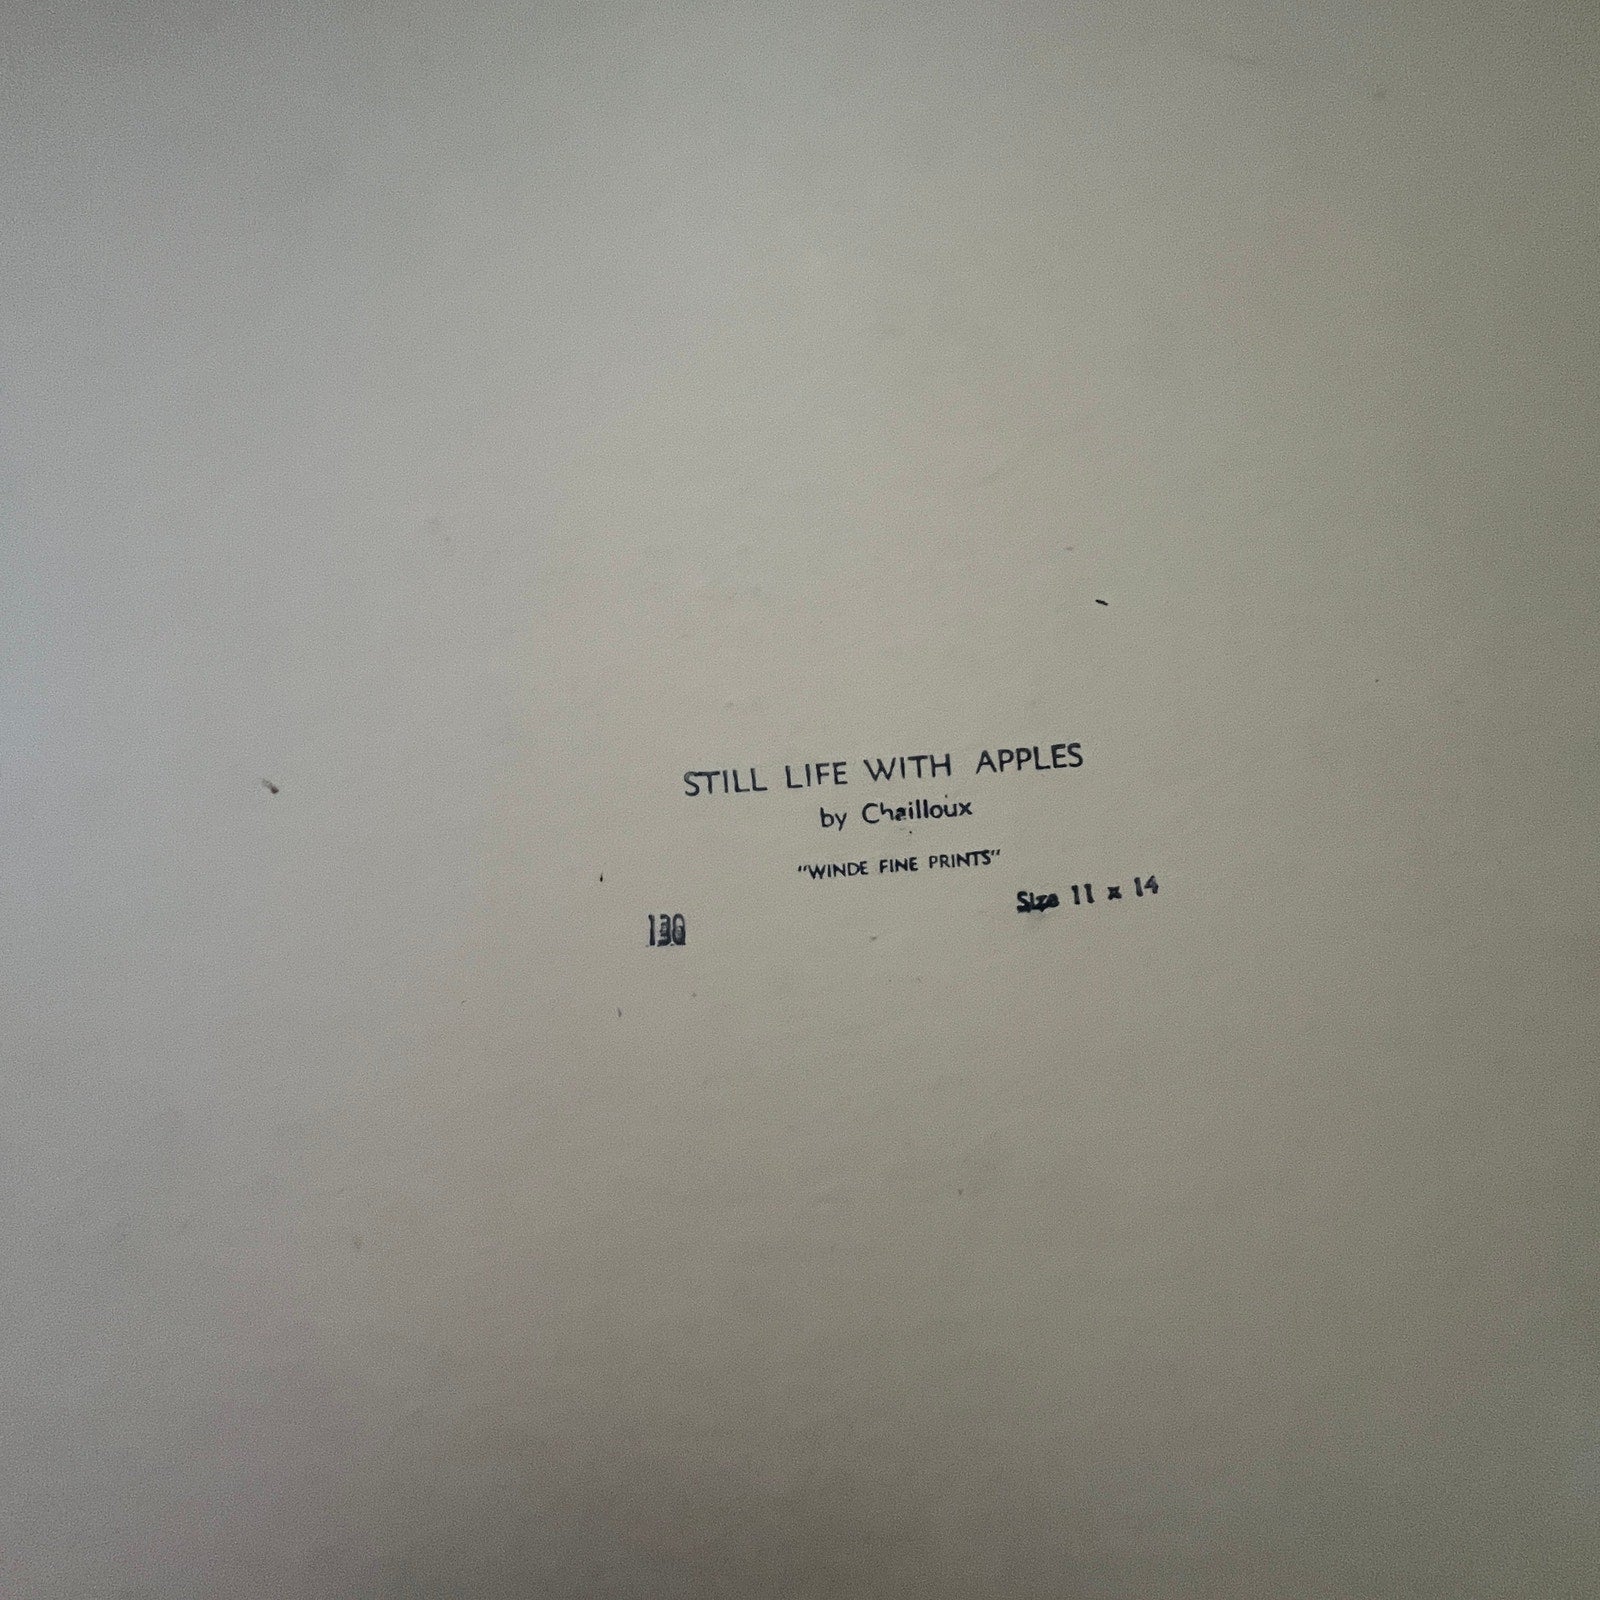 STILL LIFE WITH APPLES
by Chailloux
"WINDE FINE PRINTS"
Size 11 x 14
130